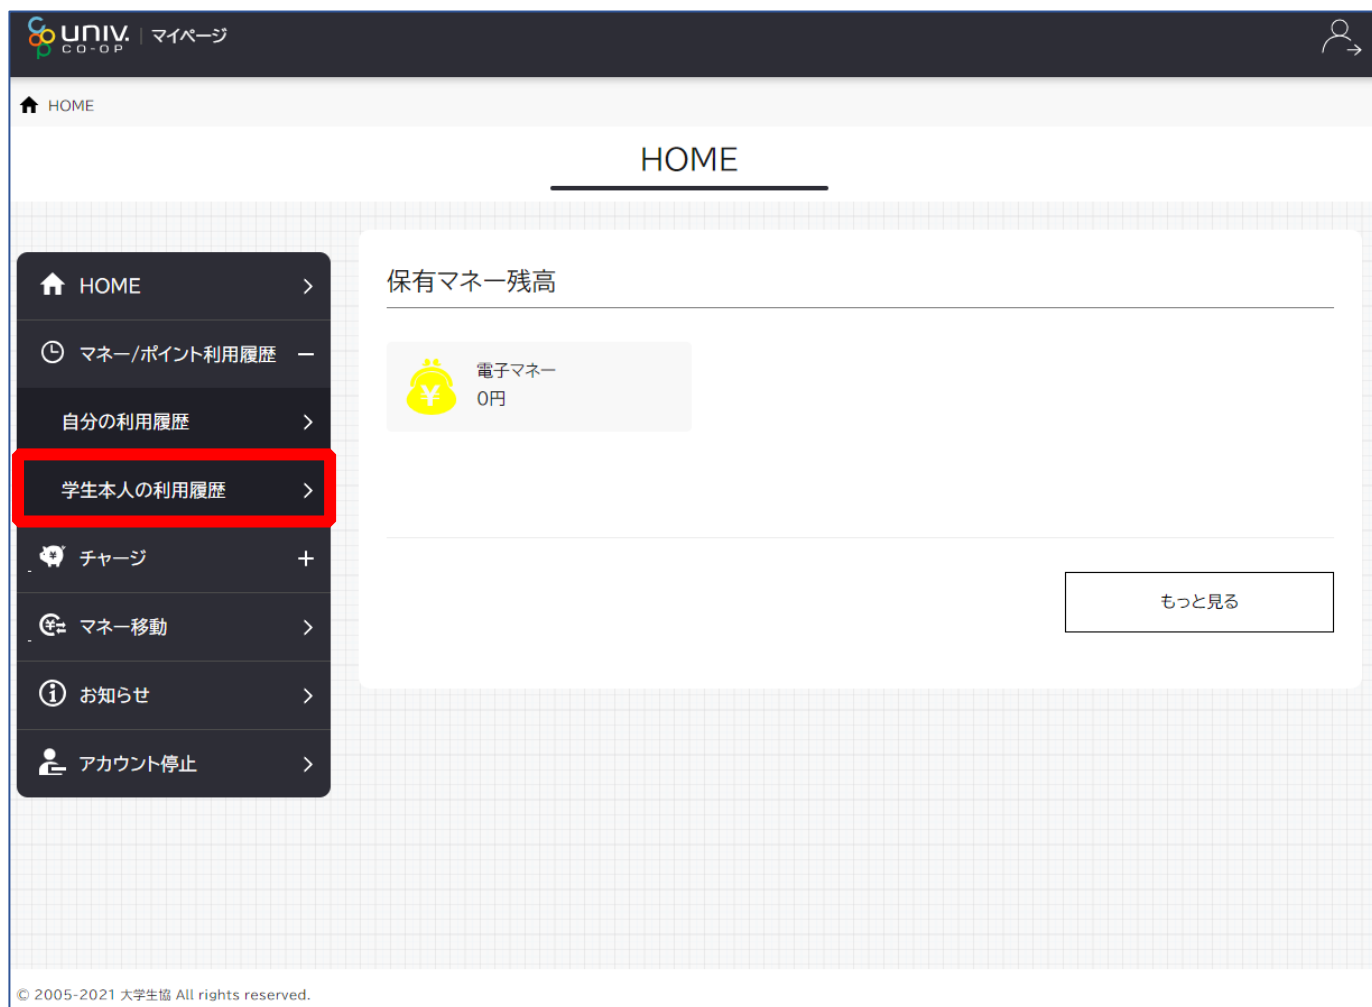 UNIV. CO-OP マイページ
HOME
HOME
HOME
マネー/ポイント利用履歴
自分の利用履歴
学生本人の利用履歴
チャージ
マネー移動
お知らせ
アカウント停止
保有マネー残高
電子マネー
0円
もっと見る
© 2005-2021 大学生協 All rights reserved.